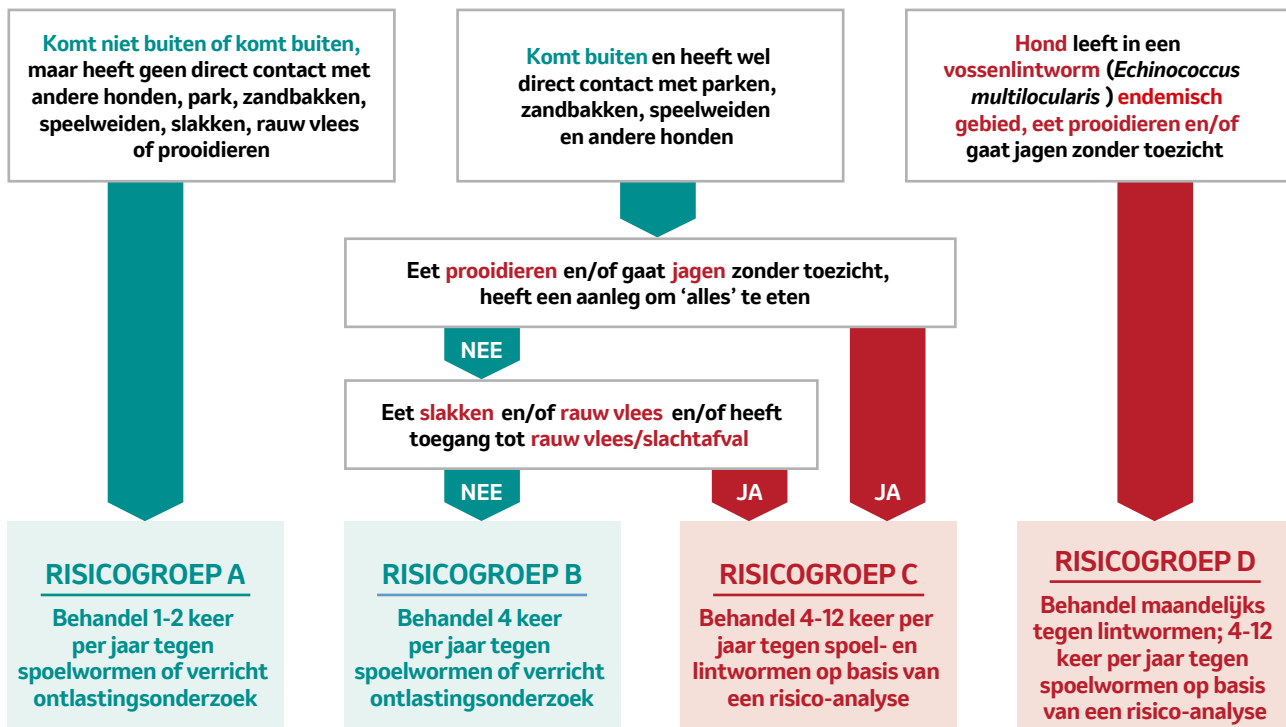 Komt niet buiten of komt buiten,
maar heeft geen direct contact met
andere honden, park, zandbakken,
speelweiden, slakken, rauw vlees
of prooidieren
Komt buiten en heeft wel
direct contact met parken,
zandbakken, speelweiden
en andere honden
Hond leeft in een
vossenlintworm (Echinococcus
multilocularis ) endemisch
gebied, eet prooidieren en/of
gaat jagen zonder toezicht
Eet prooidieren en/of gaat jagen zonder toezicht,
heeft een aanleg om ‘alles’ te eten
NEE
Eet slakken en/of rauw vlees en/of heeft
toegang tot rauw vlees/slachtafval
NEE
JA
JA
RISICOGROEP A
Behandel 1-2 keer
per jaar tegen
spoelwormen of verricht
ontlastingsonderzoek
RISICOGROEP B
Behandel 4 keer
per jaar tegen
spoelwormen of verricht
ontlastingsonderzoek
RISICOGROEP C
Behandel 4-12 keer per
jaar tegen spoel- en
lintwormen op basis van
een risico-analyse
RISICOGROEP D
Behandel maandelijks
tegen lintwormen; 4-12
keer per jaar tegen
spoelwormen op basis
van een risico-analyse